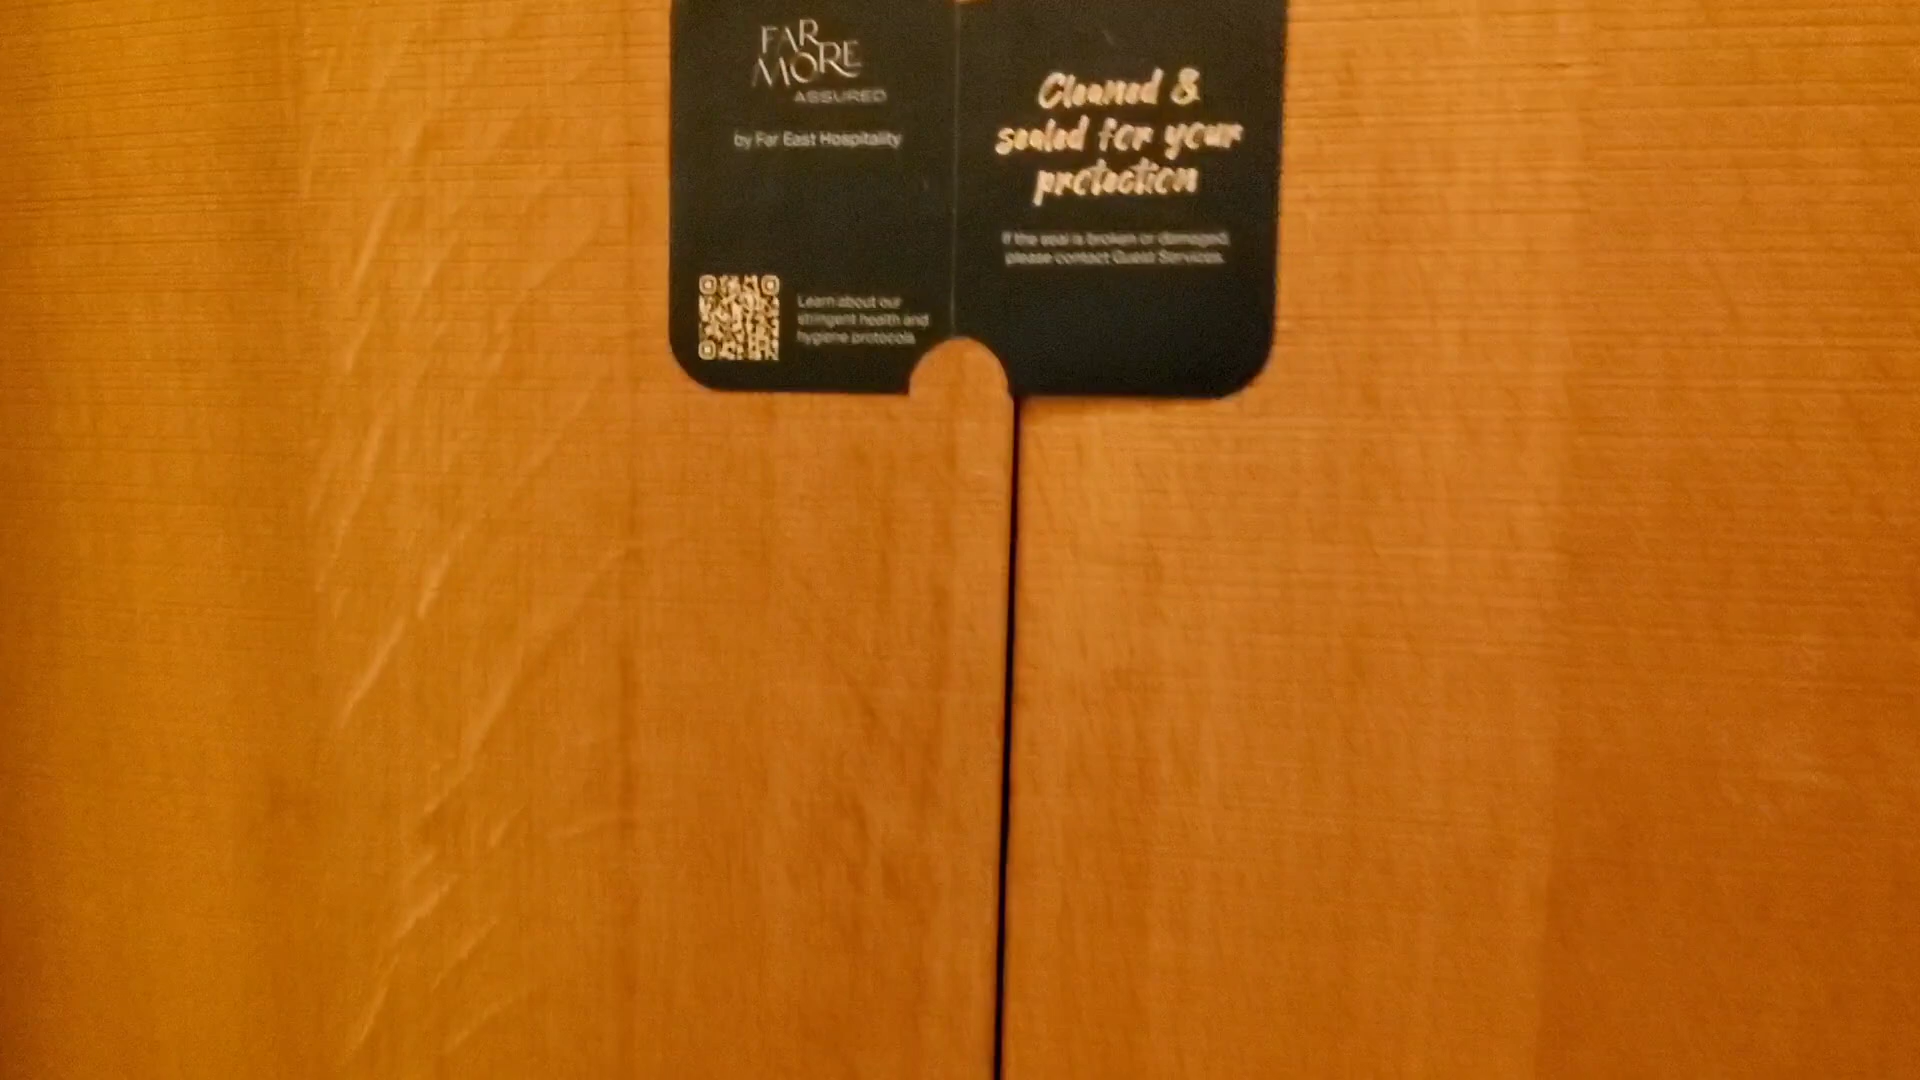 FAR
MORE
ASSURED
by Far East Hospitality
Learn about our
stringent health and
hygiene protocols
Cleaned &
sealed for your
protection
If the seal is broken or damaged,
please contact Guest Services.